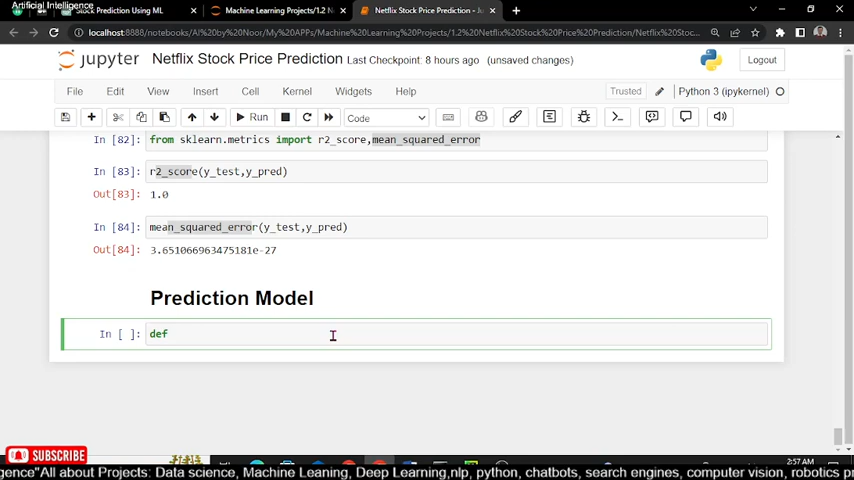 Artificial Intelligence
Stock Prediction Using ML
Machine Learning Projects/1.2 N
Netflix Stock Price Prediction - Ju
localhost:8888/notebooks/AI%20by%20Noor/My%20APPs/Machine%20Learning%20Projects/1.2%20Netflix%20Stock%20Price%20Prediction/Netflix%20Stoc...
jupyter Netflix Stock Price Prediction Last Checkpoint: 8 hours ago (unsaved changes)
Logout
File Edit View Insert Cell Kernel Widgets Help
Trusted
Python 3 (ipykernel)
Run
Code
In [82]: from sklearn.metrics import r2_score,mean_squared_error
In [83]: r2_score(y_test,y_pred)
Out[83]: 1.0
In [84]: mean_squared_error(y_test,y_pred)
Out[84]: 3.651066963475181e-27
Prediction Model
In [ ]: def
SUBSCRIBE
2:57 AM
gence"All about Projects: Data science, Machine Leaning, Deep Learning,nlp, python, chatbots, search engines, computer vision, robotics p